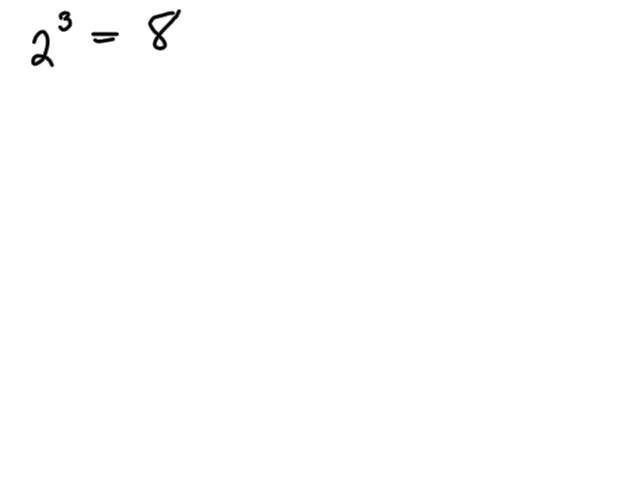 2³ = 8